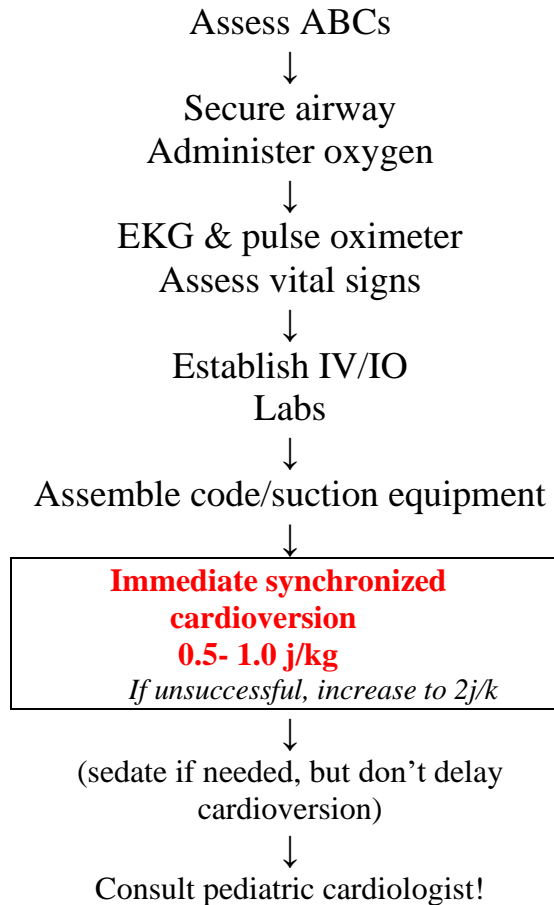 Assess ABCs
↓
Secure airway
Administer oxygen
↓
EKG & pulse oximeter
Assess vital signs
↓
Establish IV/IO
Labs
↓
Assemble code/suction equipment
↓
Immediate synchronized
cardioversion
0.5- 1.0 j/kg
If unsuccessful, increase to 2j/k
↓
(sedate if needed, but don’t delay
cardioversion)
↓
Consult pediatric cardiologist!